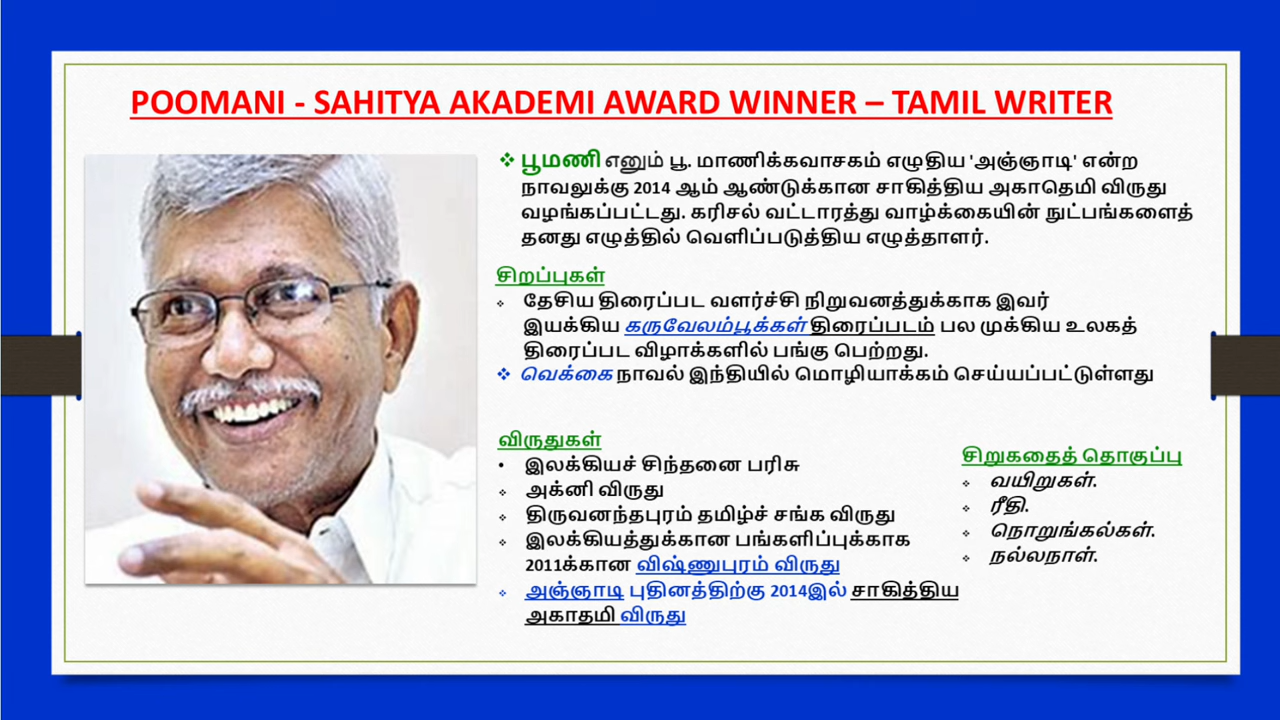 POOMANI - SAHITYA AKADEMI AWARD WINNER – TAMIL WRITER
❖ பூமணி எனும் பூ. மாணிக்கவாசகம் எழுதிய 'அஞ்ஞாடி' என்ற
நாவலுக்கு 2014 ஆம் ஆண்டுக்கான சாகித்திய அகாதெமி விருது
வழங்கப்பட்டது. கரிசல் வட்டாரத்து வாழ்க்கையின் நுட்பங்களைத்
தனது எழுத்தில் வெளிப்படுத்திய எழுத்தாளர்.
சிறப்புகள்
❖ தேசிய திரைப்பட வளர்ச்சி நிறுவனத்துக்காக இவர்
இயக்கிய கருவேலம்பூக்கள் திரைப்படம் பல முக்கிய உலகத்
திரைப்பட விழாக்களில் பங்கு பெற்றது.
❖ வெக்கை நாவல் இந்தியில் மொழியாக்கம் செய்யப்பட்டுள்ளது
விருதுகள்
• இலக்கியச் சிந்தனை பரிசு
❖ அக்னி விருது
❖ திருவனந்தபுரம் தமிழ்ச் சங்க விருது
❖ இலக்கியத்துக்கான பங்களிப்புக்காக
2011க்கான விஷ்ணுபுரம் விருது
❖ அஞ்ஞாடி புதினத்திற்கு 2014இல் சாகித்திய
அகாதமி விருது
சிறுகதைத் தொகுப்பு
❖ வயிறுகள்.
❖ ரீதி.
❖ நொறுங்கல்கள்.
❖ நல்லநாள்.